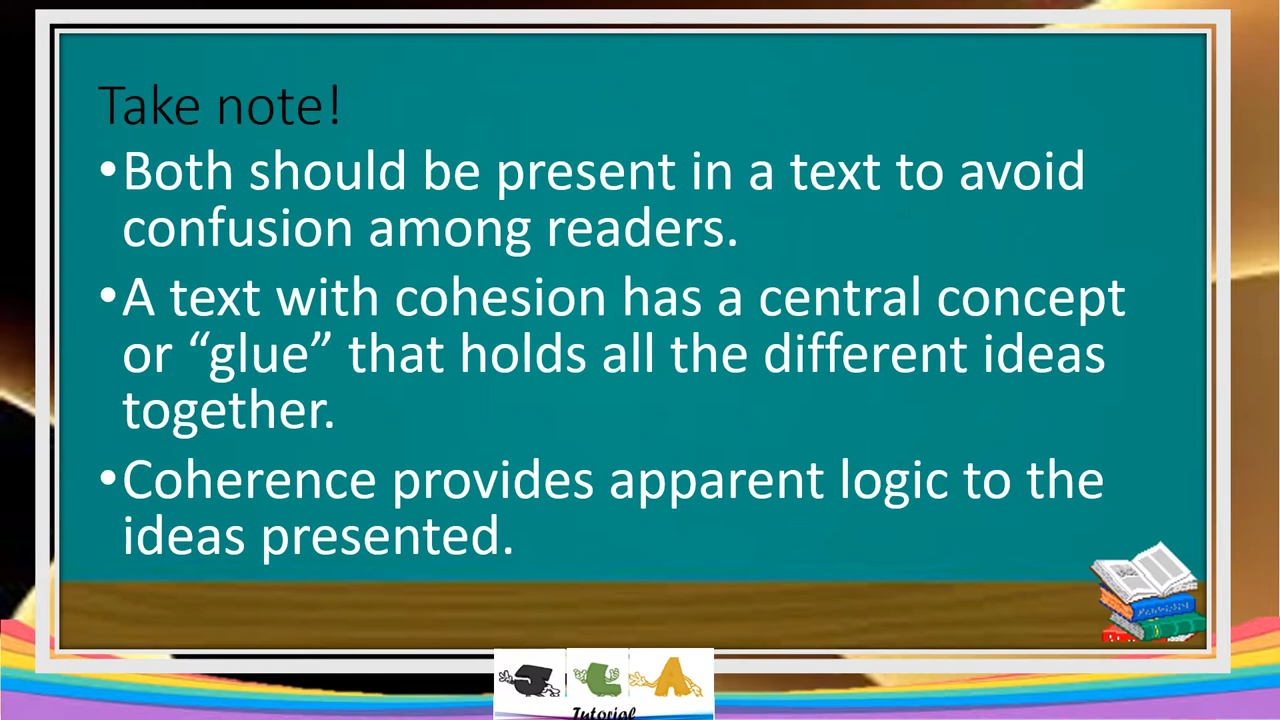 Take note!
•Both should be present in a text to avoid
confusion among readers.
•A text with cohesion has a central concept
or “glue” that holds all the different ideas
together.
•Coherence provides apparent logic to the
ideas presented.
Tutorial